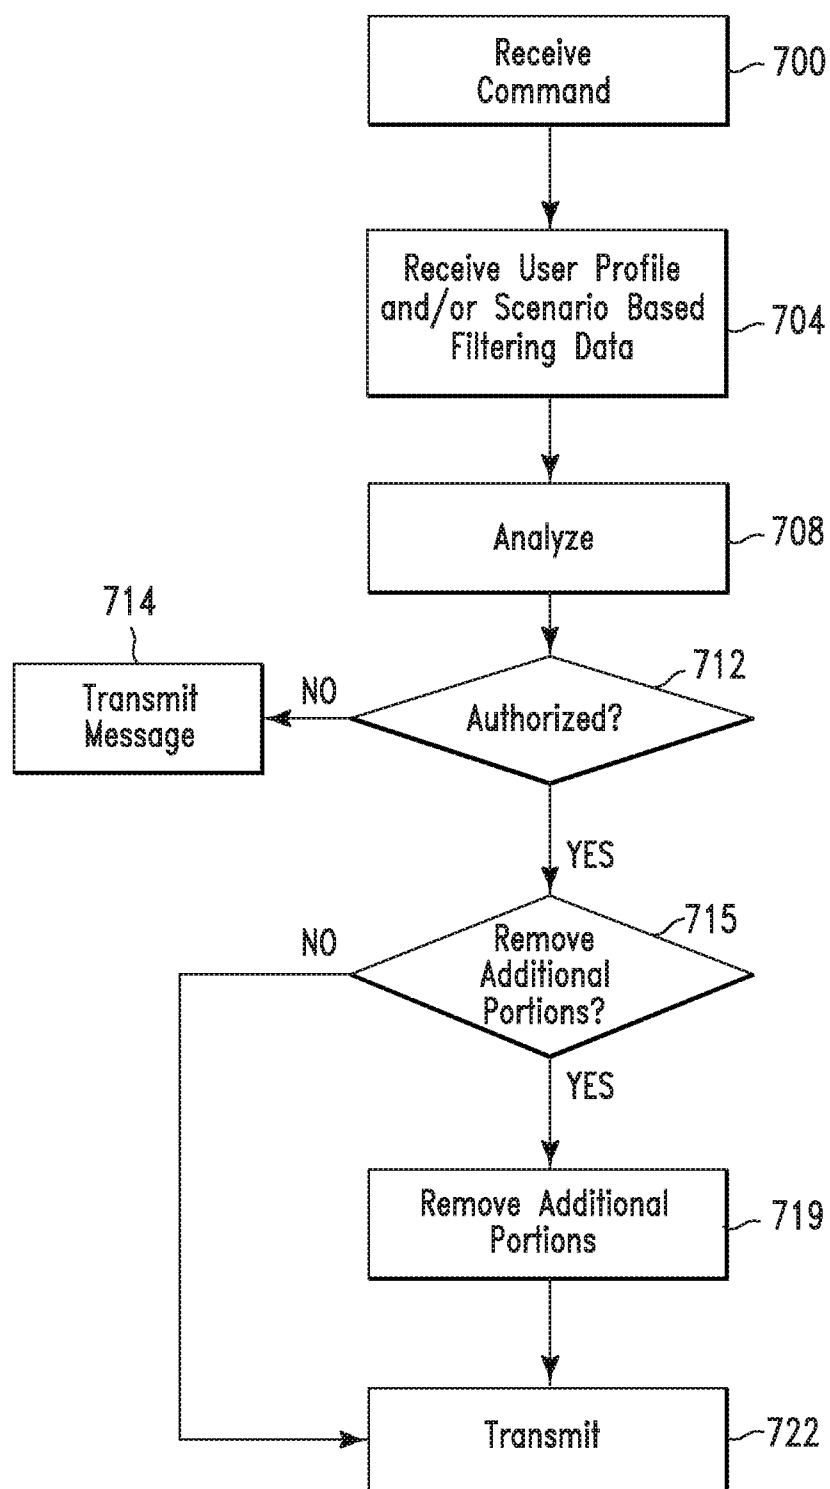 Receive
Command
700
Receive User Profile
and/or Scenario Based
Filtering Data
704
Analyze
708
714
Transmit
Message
NO
Authorized?
712
YES
NO
Remove
Additional
Portions?
715
YES
Remove Additional
Portions
719
Transmit
722